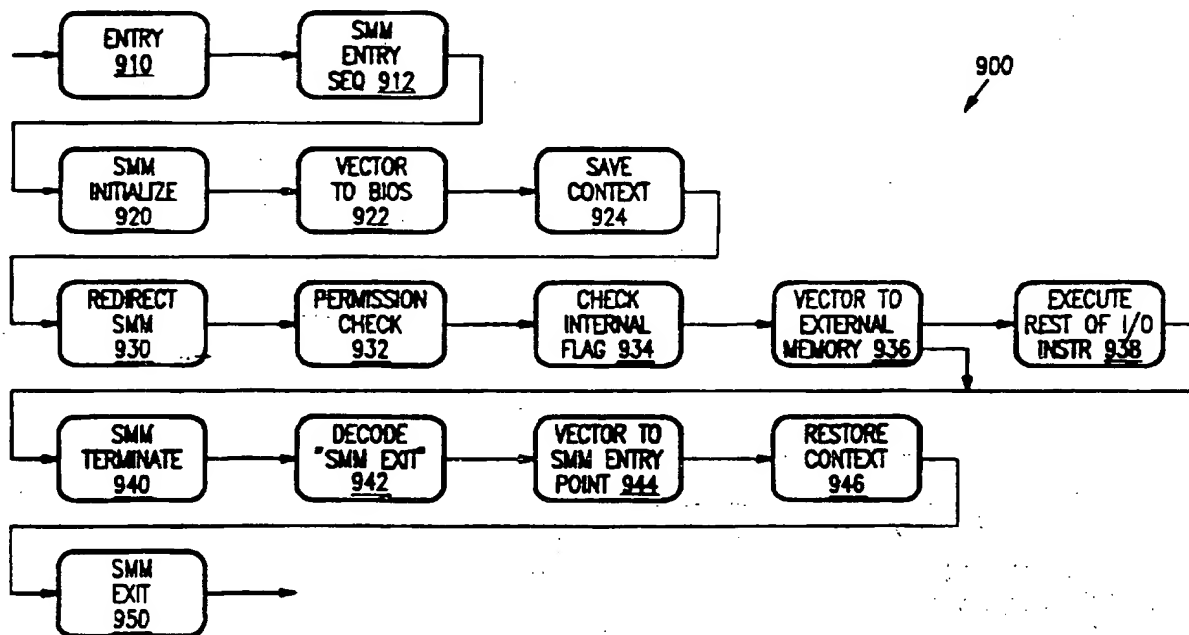 ENTRY
910
SMM
ENTRY
SEQ 912
900
SMM
INITIALIZE
920
VECTOR
TO BIOS
922
SAVE
CONTEXT
924
REDIRECT
SMM
930
PERMISSION
CHECK
932
CHECK
INTERNAL
FLAG 934
VECTOR TO
EXTERNAL
MEMORY 936
EXECUTE
REST OF I/O
INSTR 938
SMM
TERMINATE
940
DECODE
"SMM EXIT"
942
VECTOR TO
SMM ENTRY
POINT 944
RESTORE
CONTEXT
946
SMM
EXIT
950